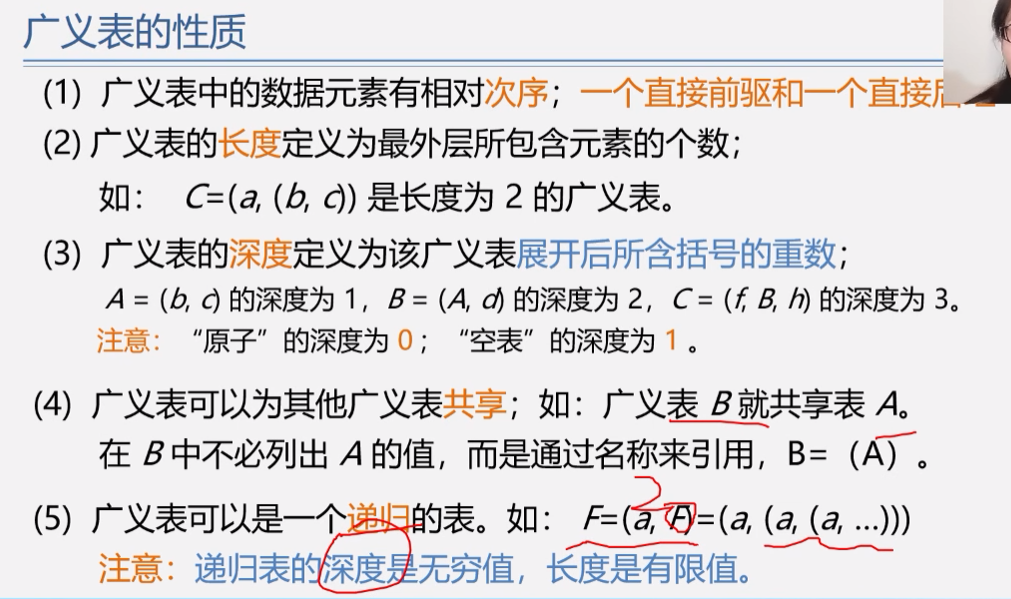 广义表的性质
(1) 广义表中的数据元素有相对次序；一个直接前驱和一个直接后
(2) 广义表的长度定义为最外层所包含元素的个数；
如： C=(a, (b, c)) 是长度为 2 的广义表。
(3) 广义表的深度定义为该广义表展开后所含括号的重数；
A = (b, c) 的深度为 1，B = (A, d) 的深度为 2，C = (f, B, h) 的深度为 3。
注意：“原子”的深度为 0；“空表”的深度为 1 。
(4) 广义表可以为其他广义表共享；如：广义表 B 就共享表 A。
在 B 中不必列出 A 的值，而是通过名称来引用，B=（A）。
2
(5) 广义表可以是一个递归的表。如： F=(a, F)=(a, (a, (a, …)))
注意：递归表的深度是无穷值，长度是有限值。